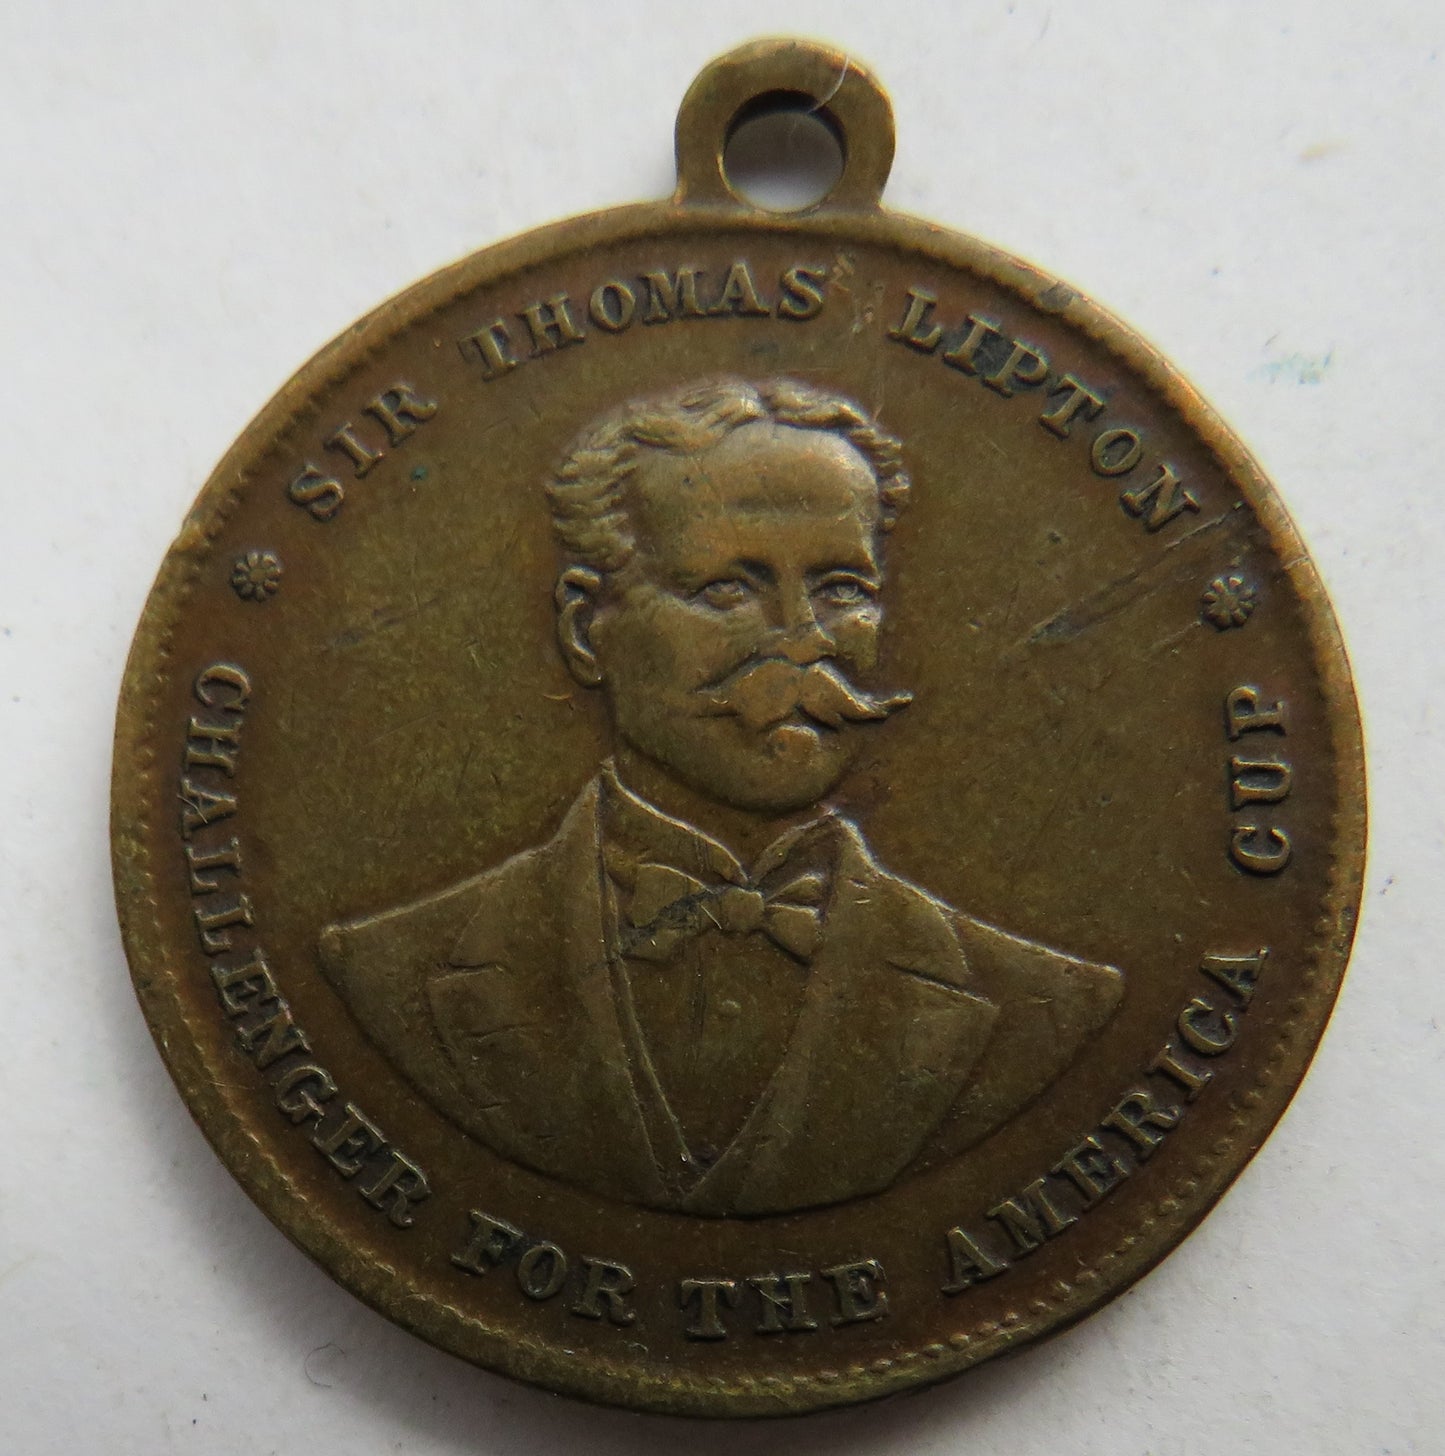 SIR THOMAS LIPTON
CHALLENGER FOR THE AMERICA CUP